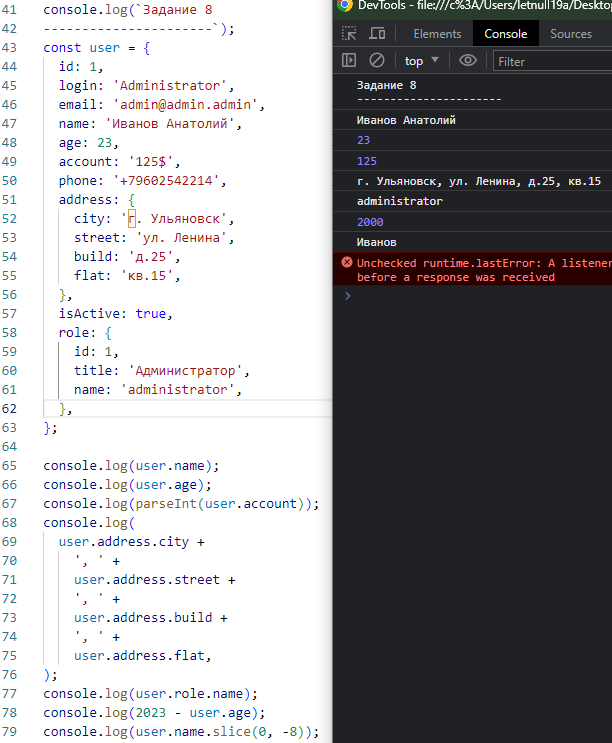 41 console.log(`Задание 8
42 ----------------------`);
43 const user = {
44 id: 1,
45 login: 'Administrator',
46 email: 'admin@admin.admin',
47 name: 'Иванов Анатолий',
48 age: 23,
49 account: '125$',
50 phone: '+79602542214',
51 address: {
52 city: 'г. Ульяновск',
53 street: 'ул. Ленина',
54 build: 'д.25',
55 flat: 'кв.15',
56 },
57 isActive: true,
58 role: {
59 id: 1,
60 title: 'Администратор',
61 name: 'administrator',
62 },
63 };
64
65 console.log(user.name);
66 console.log(user.age);
67 console.log(parseInt(user.account));
68 console.log(
69 user.address.city +
70 ', ' +
71 user.address.street +
72 ', ' +
73 user.address.build +
74 ', ' +
75 user.address.flat,
76 );
77 console.log(user.role.name);
78 console.log(2023 - user.age);
79 console.log(user.name.slice(0, -8));
DevTools - file:///c%3A/Users/letnull19a/Desktop
Elements Console Sources
top Filter
Задание 8
----------------------
Иванов Анатолий
23
125
г. Ульяновск, ул. Ленина, д.25, кв.15
administrator
2000
Иванов
Unchecked runtime.lastError: A listener
before a response was received